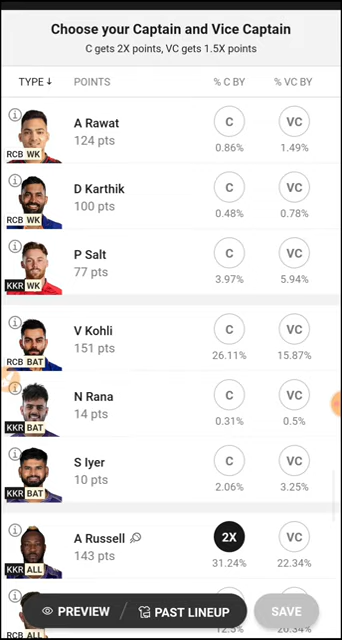 Choose your Captain and Vice Captain
C gets 2X points, VC gets 1.5X points
TYPE ↓ POINTS % C BY % VC BY
i
A Rawat C VC
124 pts
RCB WK 0.86% 1.49%
i
D Karthik C VC
100 pts
RCB WK 0.48% 0.78%
i
P Salt C VC
77 pts
KKR WK 3.97% 5.94%
i
V Kohli C VC
151 pts
RCB BAT 26.11% 15.87%
i
N Rana C VC
14 pts
KKR BAT 0.31% 0.5%
i
S Iyer C VC
10 pts
KKR BAT 2.06% 3.25%
i
A Russell 2X VC
143 pts
KKR ALL 31.24% 22.34%
PREVIEW / PAST LINEUP SAVE
RCB 12.5% 20.34%